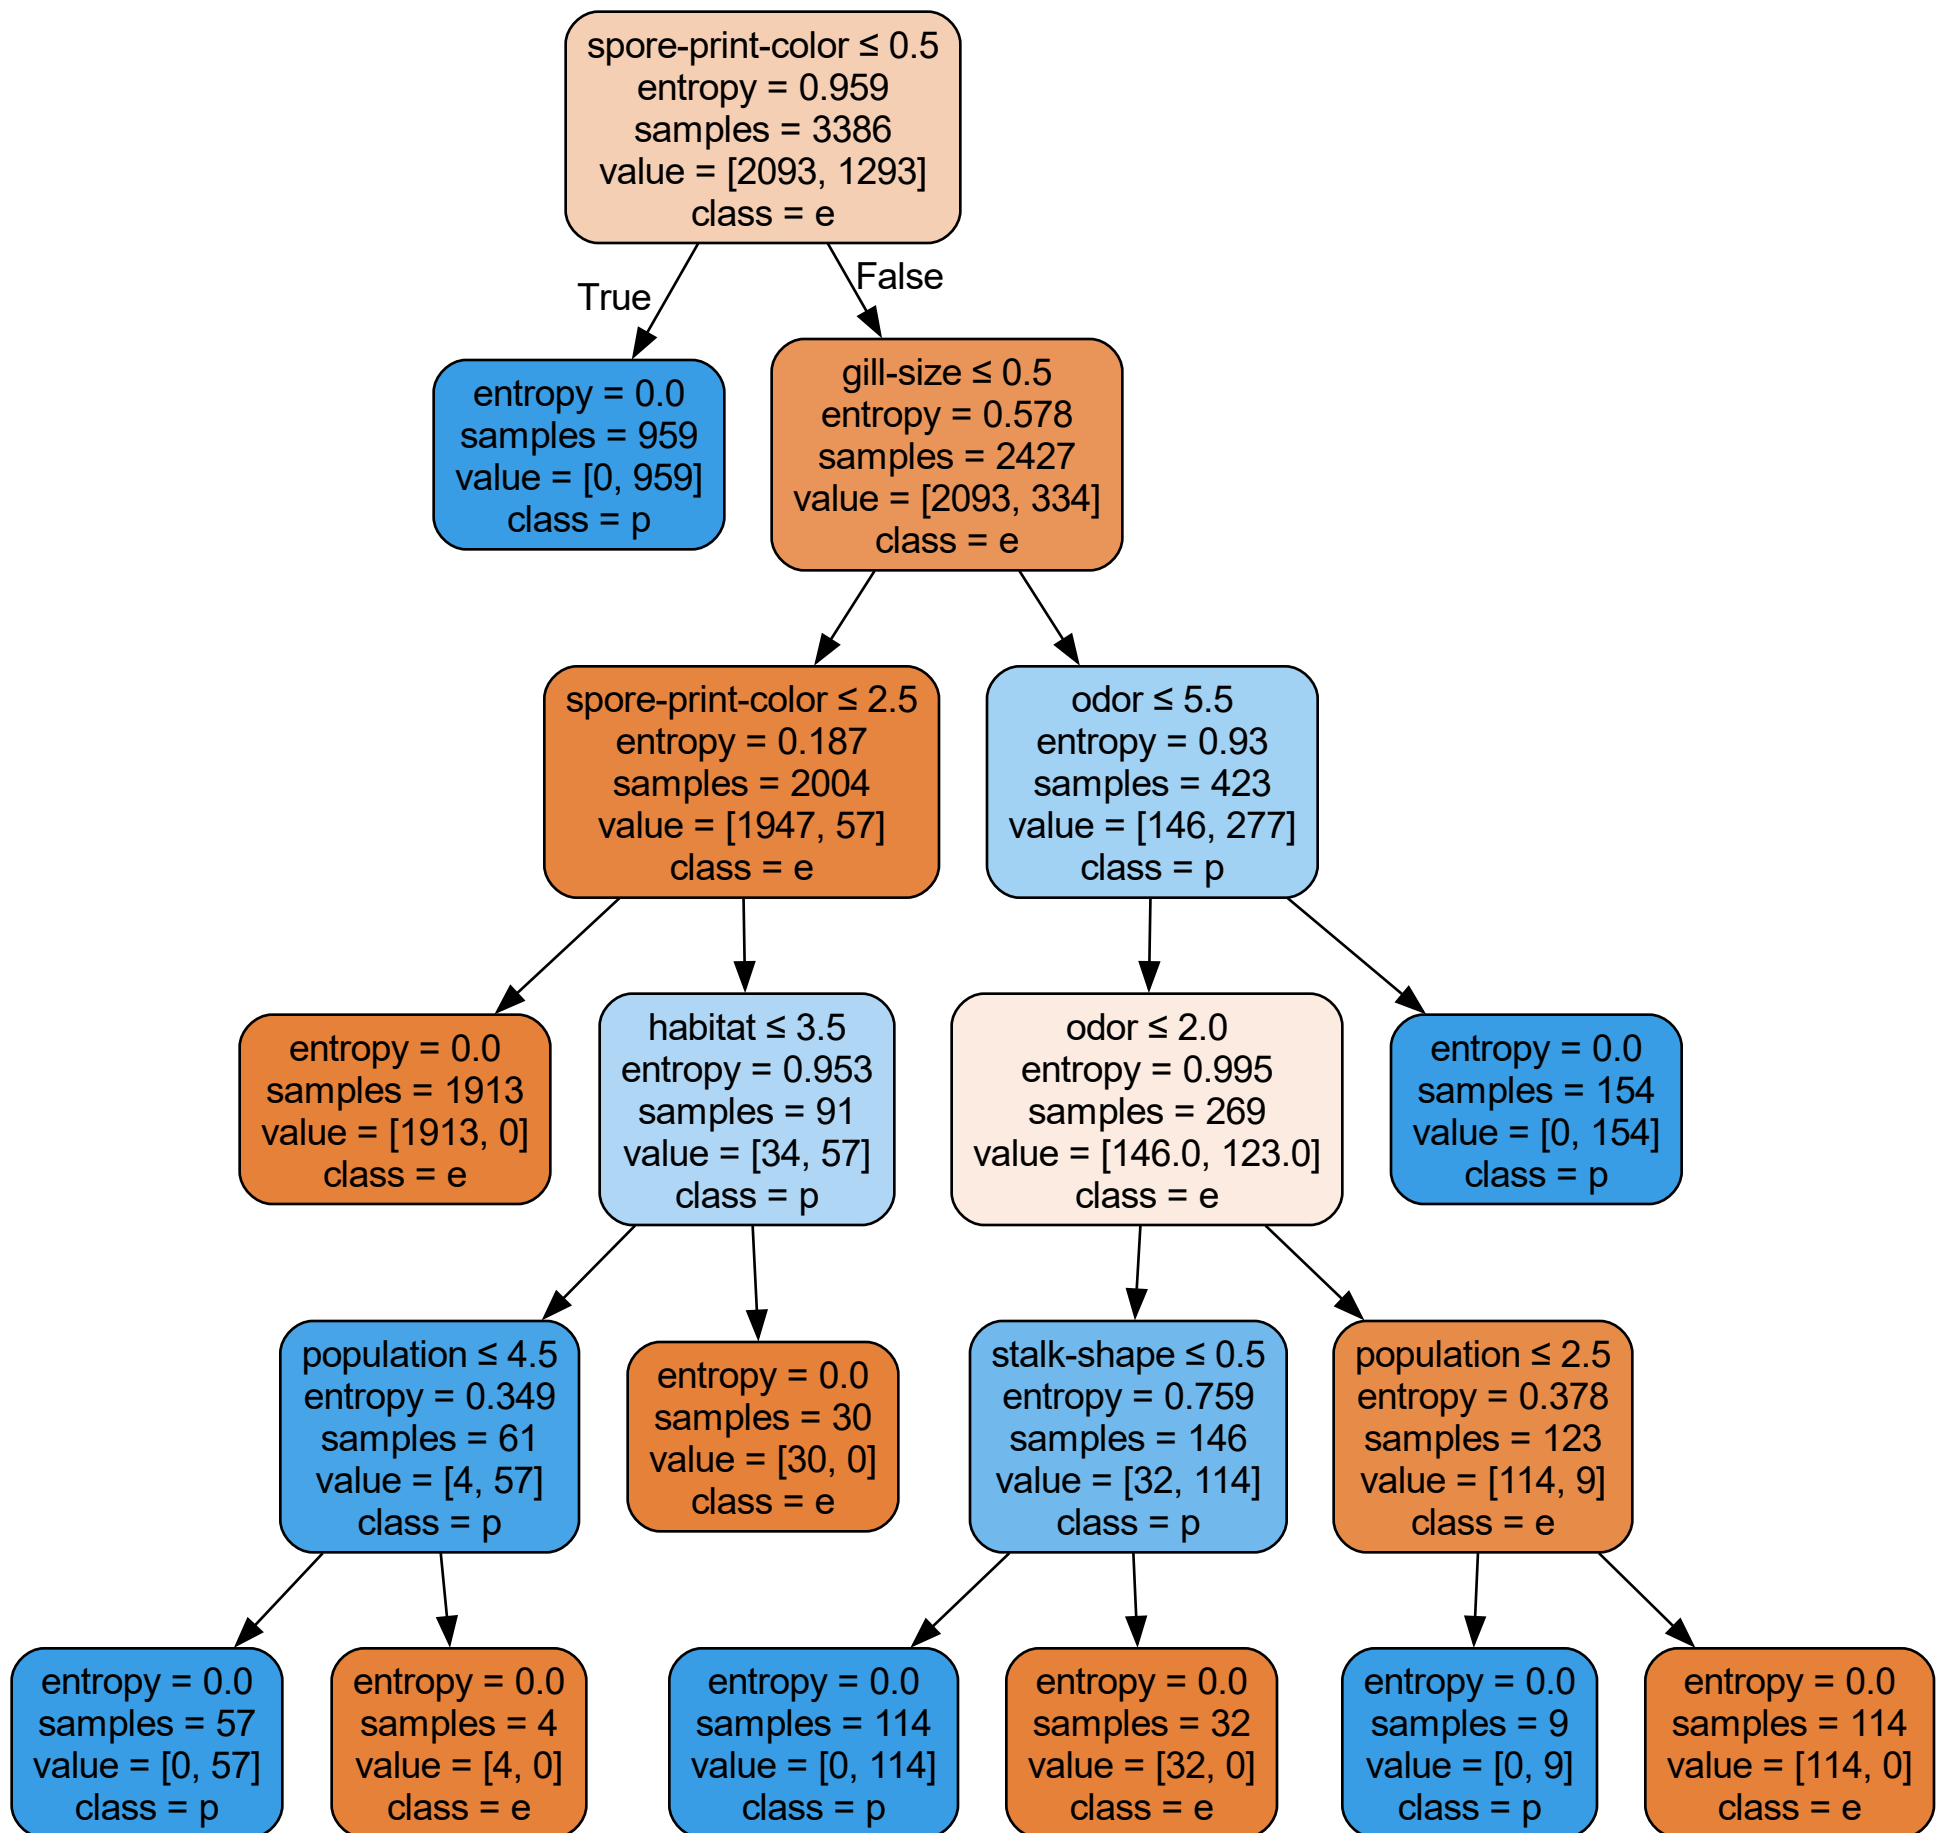 spore-print-color ≤ 0.5
entropy = 0.959
samples = 3386
value = [2093, 1293]
class = e
True
False
entropy = 0.0
samples = 959
value = [0, 959]
class = p
gill-size ≤ 0.5
entropy = 0.578
samples = 2427
value = [2093, 334]
class = e
spore-print-color ≤ 2.5
entropy = 0.187
samples = 2004
value = [1947, 57]
class = e
odor ≤ 5.5
entropy = 0.93
samples = 423
value = [146, 277]
class = p
entropy = 0.0
samples = 1913
value = [1913, 0]
class = e
habitat ≤ 3.5
entropy = 0.953
samples = 91
value = [34, 57]
class = p
odor ≤ 2.0
entropy = 0.995
samples = 269
value = [146.0, 123.0]
class = e
entropy = 0.0
samples = 154
value = [0, 154]
class = p
population ≤ 4.5
entropy = 0.349
samples = 61
value = [4, 57]
class = p
entropy = 0.0
samples = 30
value = [30, 0]
class = e
stalk-shape ≤ 0.5
entropy = 0.759
samples = 146
value = [32, 114]
class = p
population ≤ 2.5
entropy = 0.378
samples = 123
value = [114, 9]
class = e
entropy = 0.0
samples = 57
value = [0, 57]
class = p
entropy = 0.0
samples = 4
value = [4, 0]
class = e
entropy = 0.0
samples = 114
value = [0, 114]
class = p
entropy = 0.0
samples = 32
value = [32, 0]
class = e
entropy = 0.0
samples = 9
value = [0, 9]
class = p
entropy = 0.0
samples = 114
value = [114, 0]
class = e